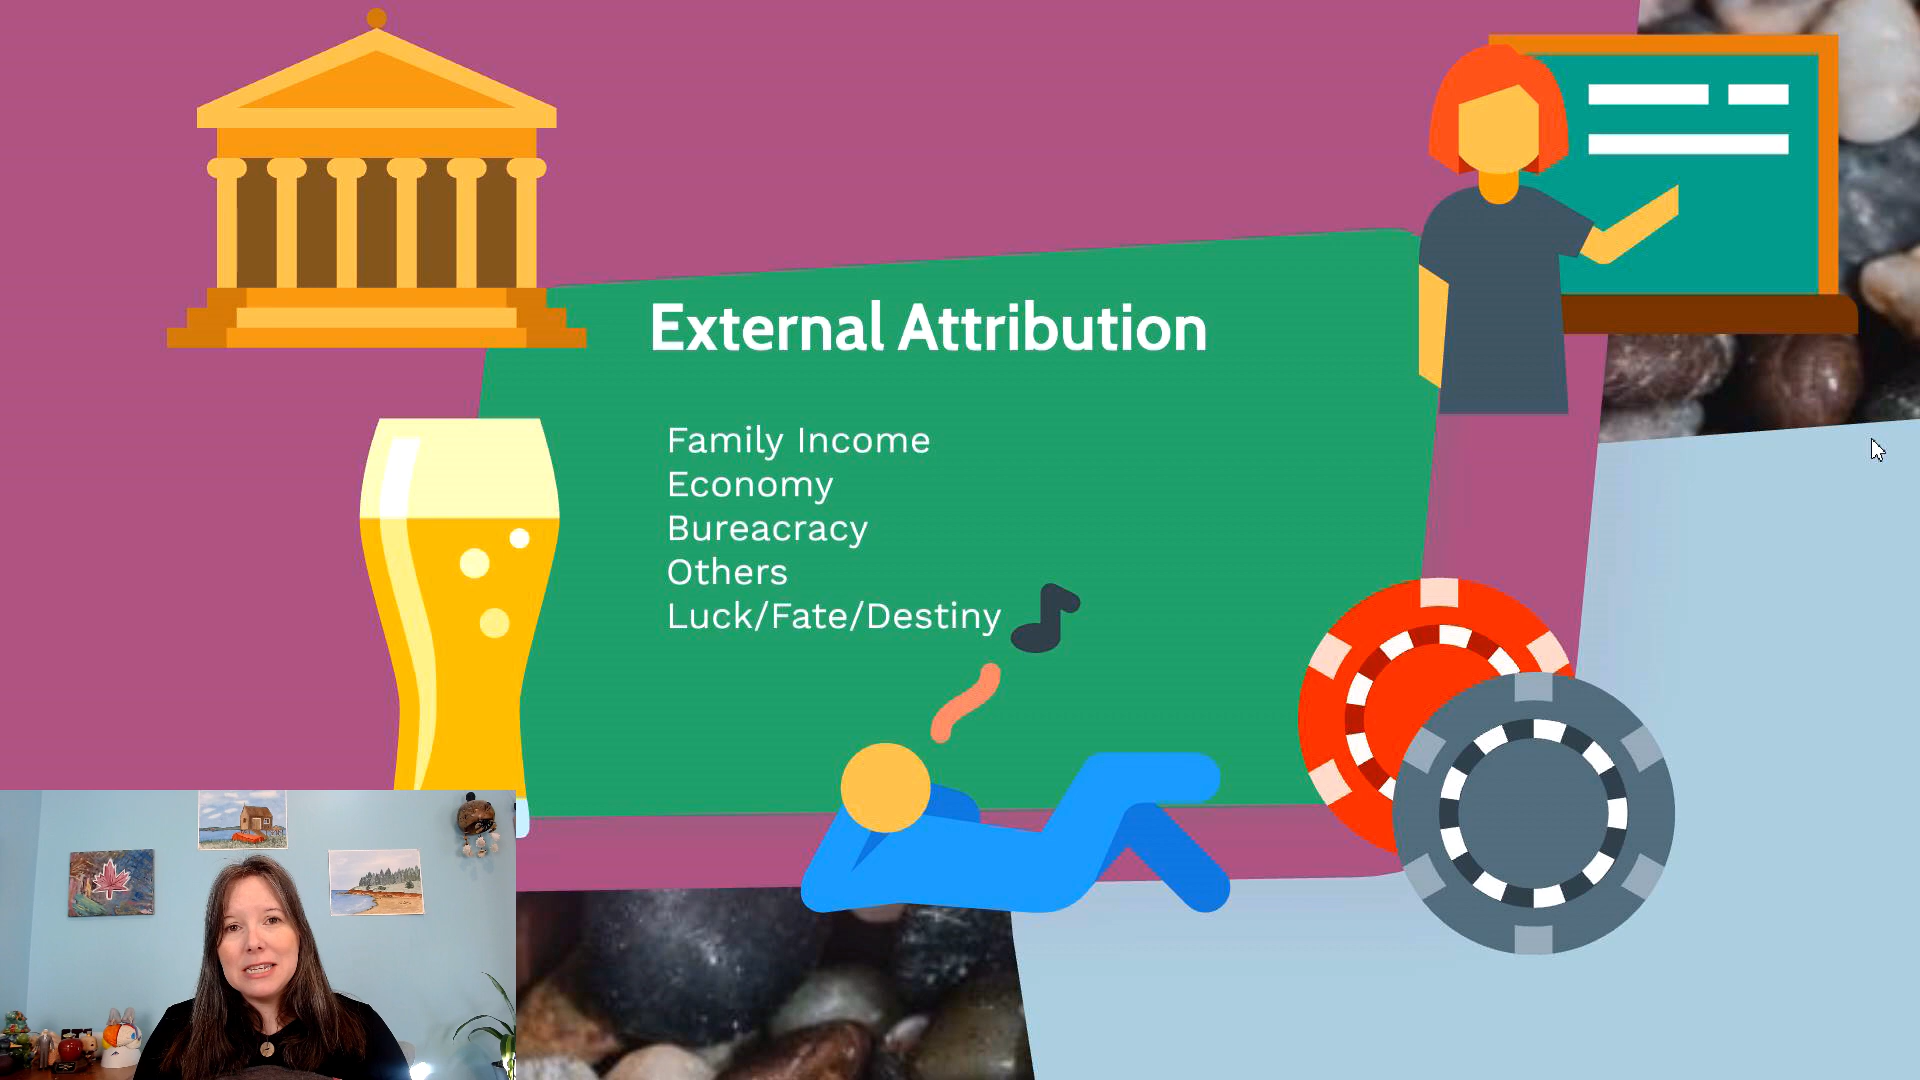 External Attribution
Family Income
Economy
Bureacracy
Others
Luck/Fate/Destiny